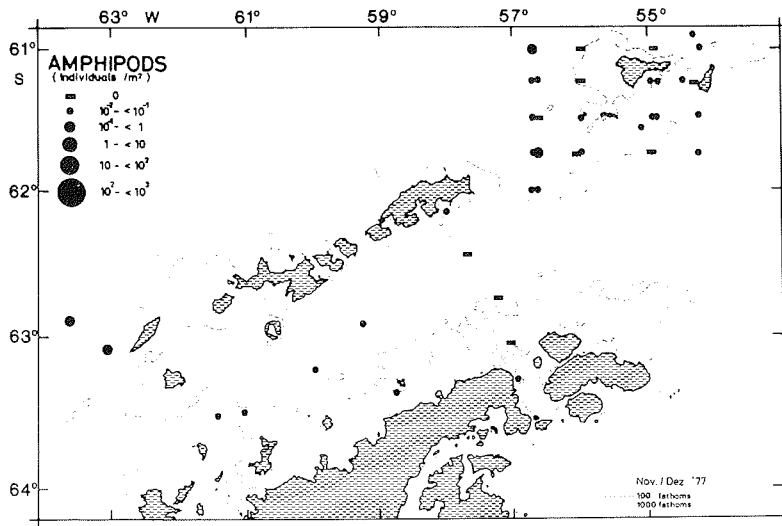 63° W 61° 59° 57° 55°
61°
S
AMPHIPODS
( Individuals / m² )
0
10⁻² - < 10⁻¹
10⁻¹ - < 1
1 - < 10
10 - < 10²
10² - < 10³
62°
63°
64°
Nov. / Dez '77
100 fathoms
1000 fathoms